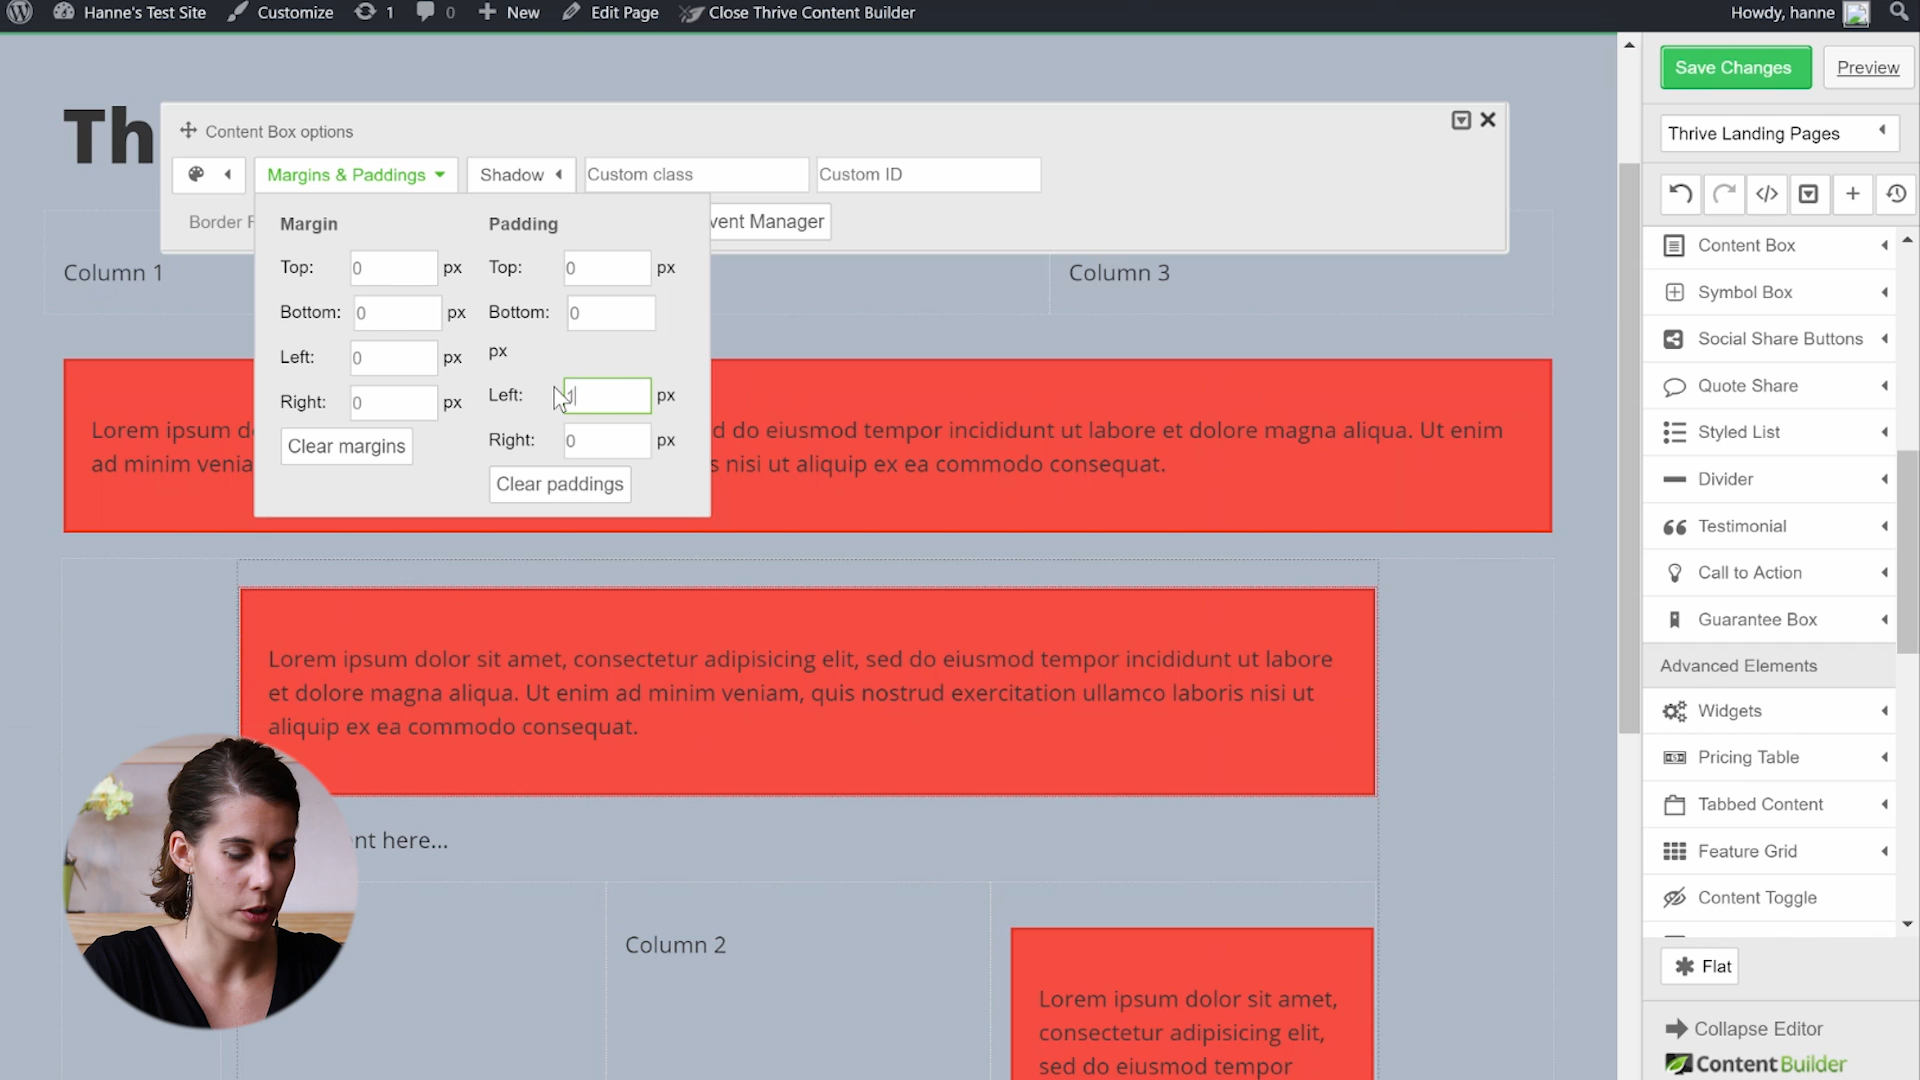 Hanne's Test Site Customize 1 0 New Edit Page Close Thrive Content Builder Howdy, hanne
Save Changes Preview
Th
Content Box options
Thrive Landing Pages
Margins & Paddings Shadow Custom class Custom ID
Border vent Manager
Margin Padding
Top: 0 px Top: 0 px
Bottom: 0 px Bottom: 0
px
Left: 0 px Left: px
Right: 0 px Right: 0 px
Clear margins
Clear paddings
Column 1 Column 3
Lorem ipsum d d do eiusmod tempor incididunt ut labore et dolore magna aliqua. Ut enim
ad minim venia s nisi ut aliquip ex ea commodo consequat.
Lorem ipsum dolor sit amet, consectetur adipisicing elit, sed do eiusmod tempor incididunt ut labore
et dolore magna aliqua. Ut enim ad minim veniam, quis nostrud exercitation ullamco laboris nisi ut
aliquip ex ea commodo consequat.
nt here...
Column 2
Lorem ipsum dolor sit amet,
consectetur adipisicing elit,
sed do eiusmod tempor
Content Box
Symbol Box
Social Share Buttons
Quote Share
Styled List
Divider
Testimonial
Call to Action
Guarantee Box
Advanced Elements
Widgets
Pricing Table
Tabbed Content
Feature Grid
Content Toggle
Flat
Collapse Editor
Content Builder